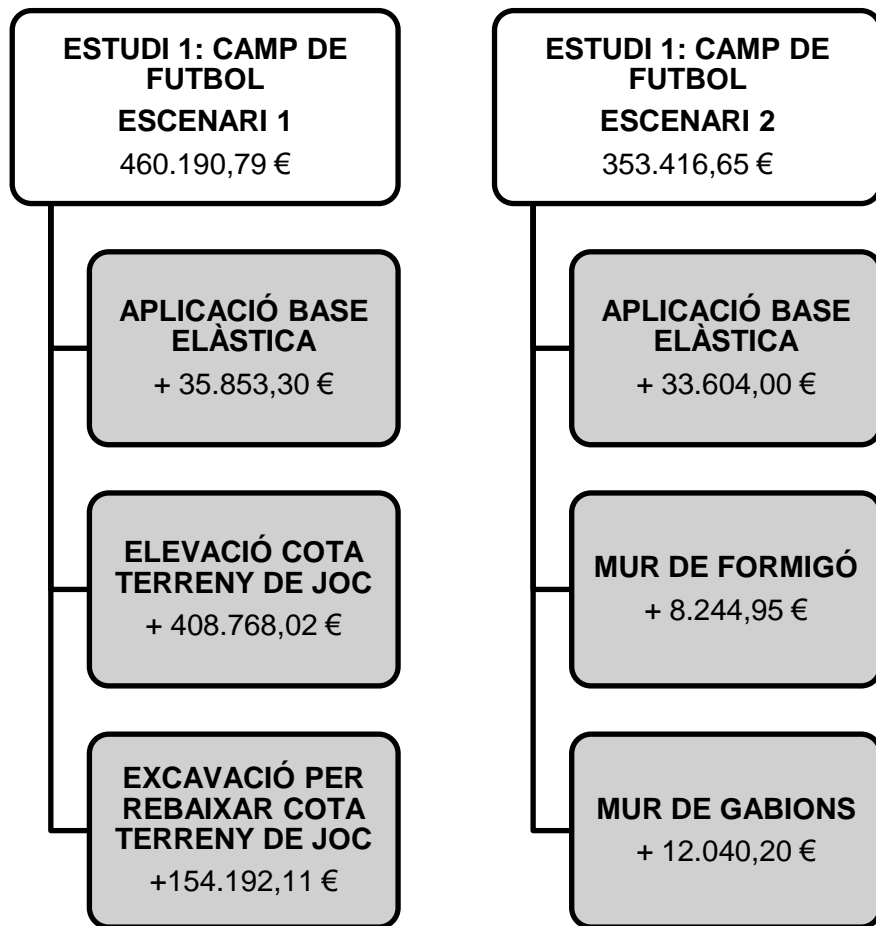 ESTUDI 1: CAMP DE
FUTBOL
ESCENARI 1
460.190,79 €
APLICACIÓ BASE
ELÀSTICA
+ 35.853,30 €
ELEVACIÓ COTA
TERRENY DE JOC
+ 408.768,02 €
EXCAVACIÓ PER
REBAIXAR COTA
TERRENY DE JOC
+154.192,11 €
ESTUDI 1: CAMP DE
FUTBOL
ESCENARI 2
353.416,65 €
APLICACIÓ BASE
ELÀSTICA
+ 33.604,00 €
MUR DE FORMIGÓ
+ 8.244,95 €
MUR DE GABIONS
+ 12.040,20 €